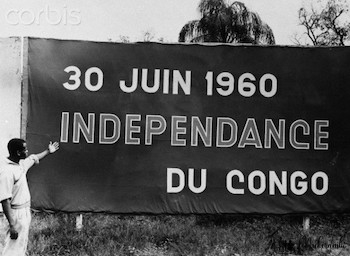 corbis
30 JUIN 1960
INDEPENDANCE
DU CONGO